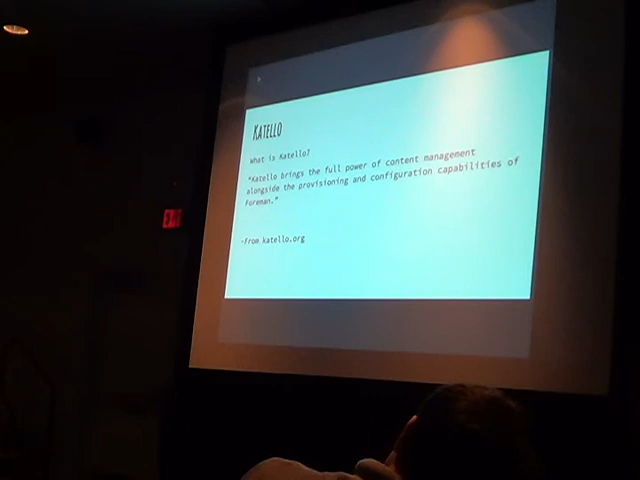 KATELLO
What is Katello?
"Katello brings the full power of content management
alongside the provisioning and configuration capabilities of
Foreman."
-from katello.org
EXIT